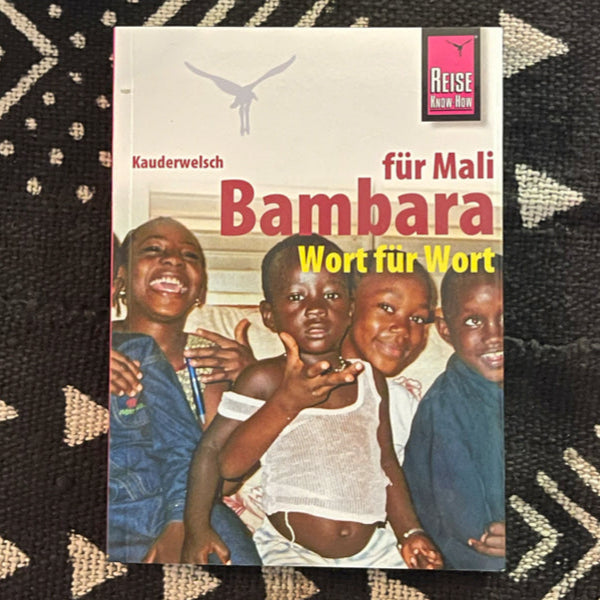 REISE
KNOW-HOW
Kauderwelsch
für Mali
Bambara
Wort für Wort